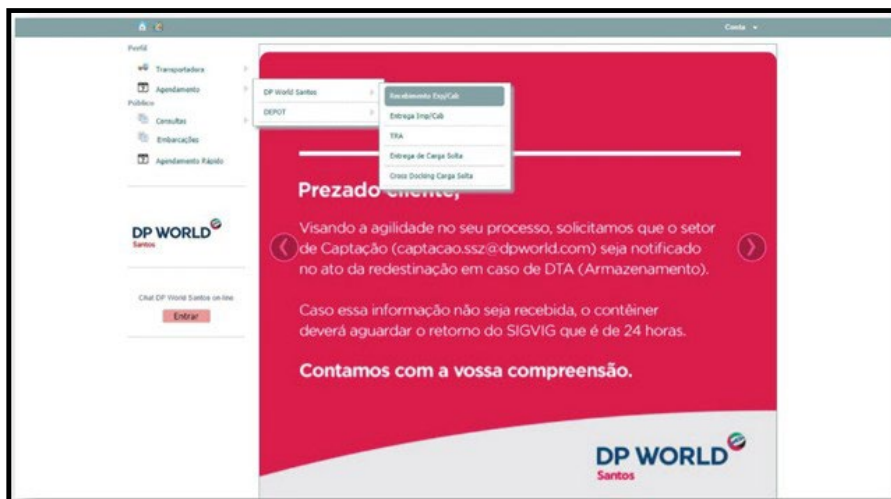 Conta
Perfil
Transportadora
Agendamento
Público
Consultas
Embarcações
Agendamento Rápido
DP World Santos
DEPOT
Recebimento Exp/Cab
Entrega Imp/Cab
TRA
Entrega de Carga Solta
Cross Docking Carga Solta
DP WORLD
Santos
Chat DP World Santos on-line
Entrar
Prezado cliente,
Visando a agilidade no seu processo, solicitamos que o setor
de Captação (captacao.ssz@dpworld.com) seja notificado
no ato da redestinação em caso de DTA (Armazenamento).
Caso essa informação não seja recebida, o contêiner
deverá aguardar o retorno do SIGVIG que é de 24 horas.
Contamos com a vossa compreensão.
DP WORLD
Santos